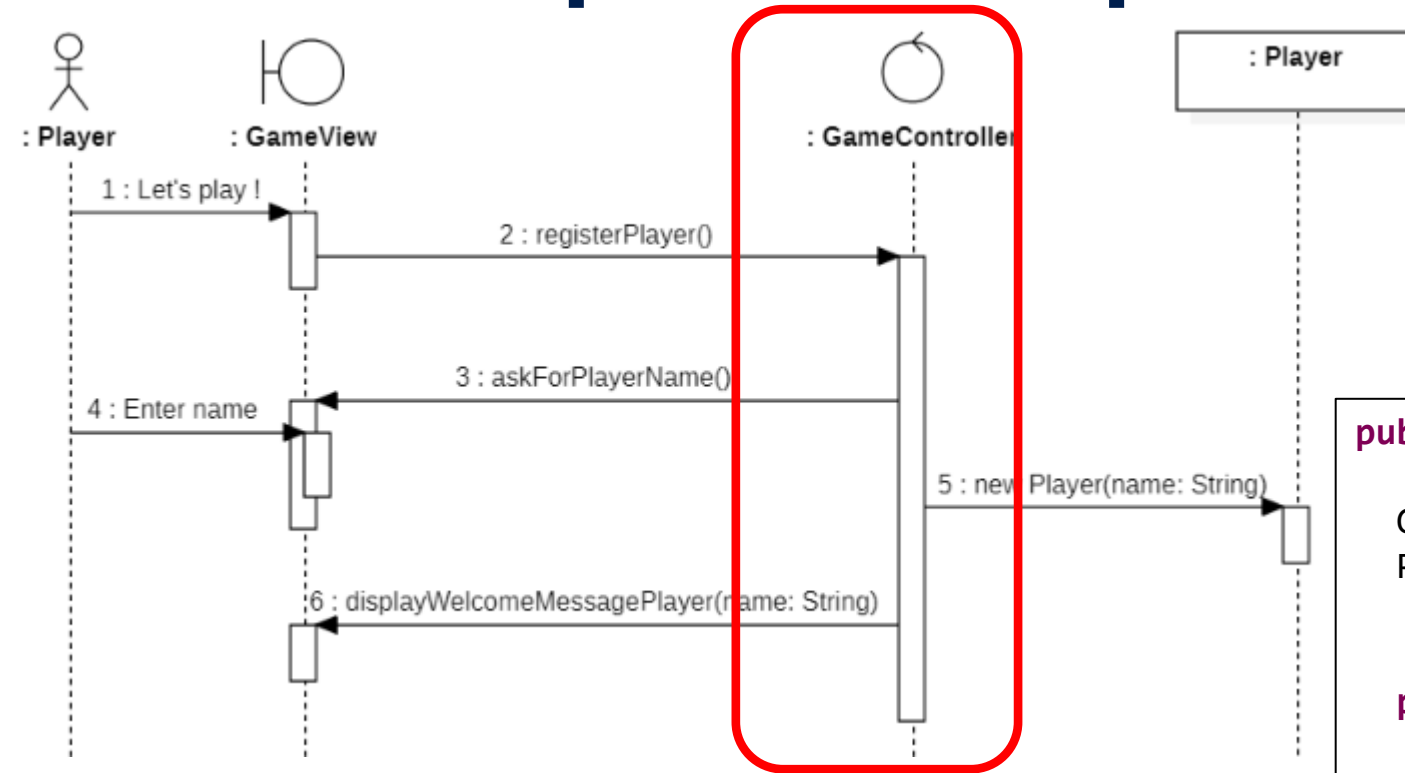 : Player
: GameView
: GameController
: Player
1 : Let's play !
2 : registerPlayer()
3 : askForPlayerName()
4 : Enter name
5 : new Player(name: String)
6 : displayWelcomeMessagePlayer(name: String)
pub
p